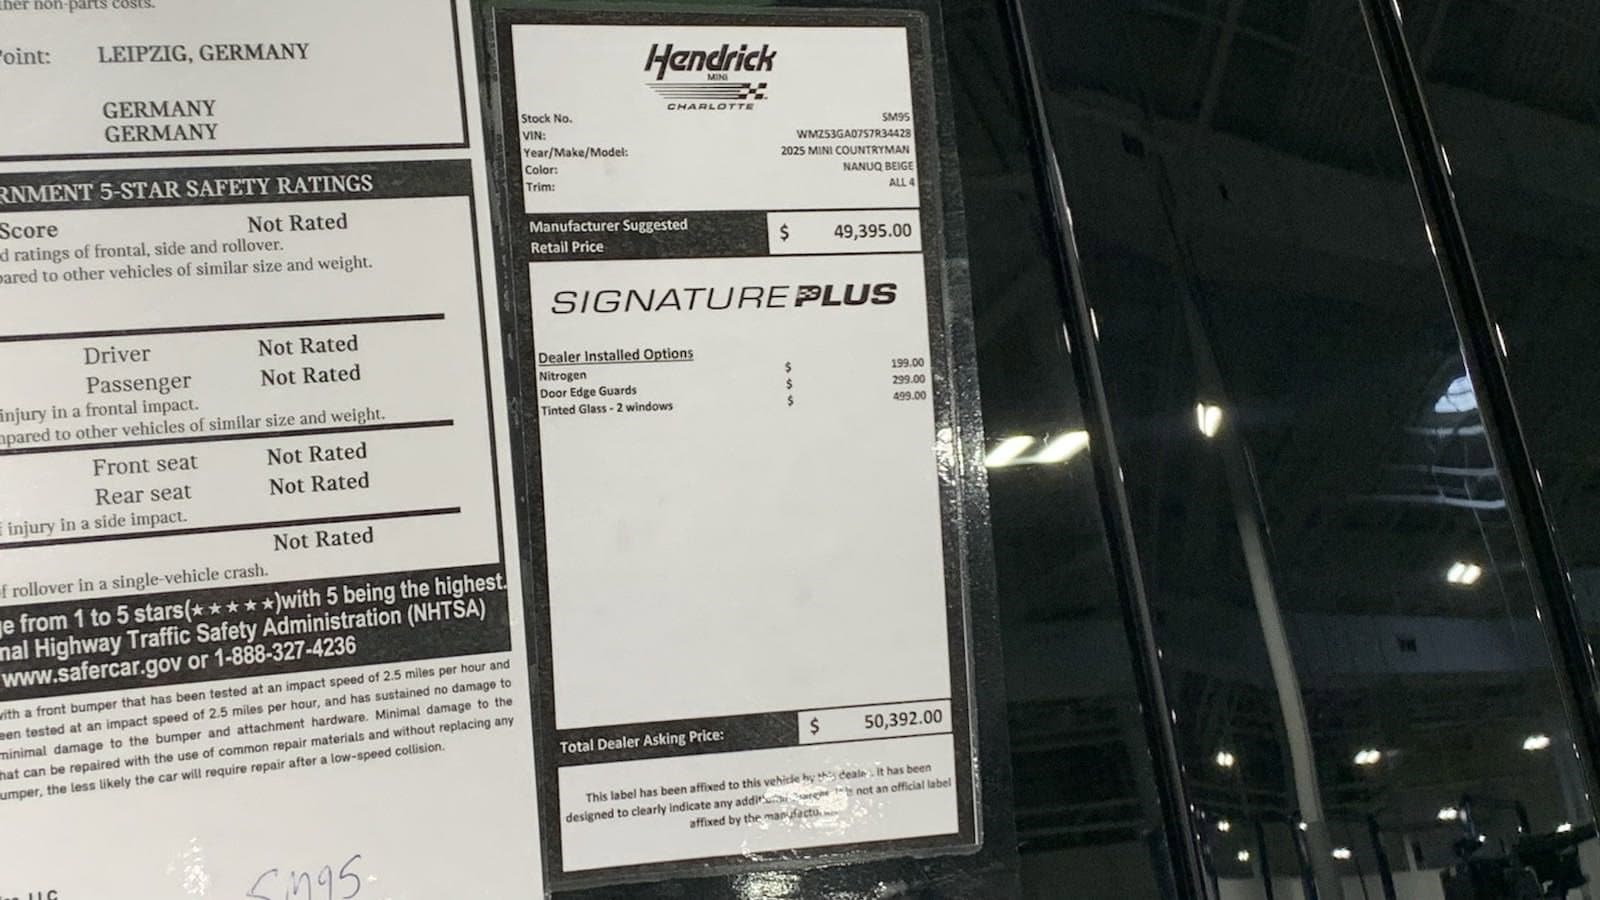 her non-parts costs.
oint: LEIPZIG, GERMANY
GERMANY
GERMANY
RNMENT 5-STAR SAFETY RATINGS
Score Not Rated
d ratings of frontal, side and rollover.
pared to other vehicles of similar size and weight.
Driver Not Rated
Passenger Not Rated
injury in a frontal impact.
mpared to other vehicles of similar size and weight.
Front seat Not Rated
Rear seat Not Rated
f injury in a side impact.
Not Rated
of rollover in a single-vehicle crash.
ge from 1 to 5 stars(★★★★★)with 5 being the highest.
nal Highway Traffic Safety Administration (NHTSA)
www.safercar.gov or 1-888-327-4236
with a front bumper that has been tested at an impact speed of 2.5 miles per hour and
een tested at an impact speed of 2.5 miles per hour, and has sustained no damage to
minimal damage to the bumper and attachment hardware. Minimal damage to the
hat can be repaired with the use of common repair materials and without replacing any
umper, the less likely the car will require repair after a low-speed collision.
LLC
SM95
Hendrick
MINI
CHARLOTTE
Stock No. SM95
VIN: WMZ53GA07S7R34428
Year/Make/Model: 2025 MINI COUNTRYMAN
Color: NANUQ BEIGE
Trim: ALL 4
Manufacturer Suggested
Retail Price $ 49,395.00
SIGNATURE PLUS
Dealer Installed Options
Nitrogen $ 199.00
Door Edge Guards $ 299.00
Tinted Glass - 2 windows $ 499.00
Total Dealer Asking Price: $ 50,392.00
This label has been affixed to this vehicle by this dealer. It has been
designed to clearly indicate any not an official label
affixed by the